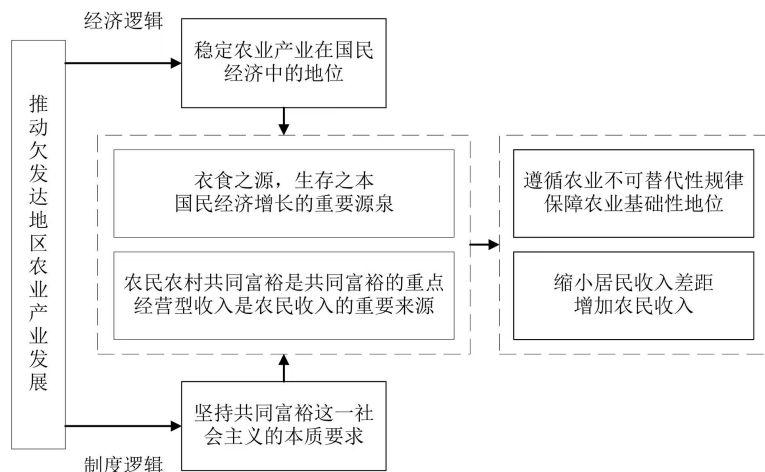 经济逻辑
稳定农业产业在国民
经济中的地位
推动欠发达地区农业产业发展
衣食之源，生存之本
国民经济增长的重要源泉
农民农村共同富裕是共同富裕的重点
经营型收入是农民收入的重要来源
遵循农业不可替代性规律
保障农业基础性地位
缩小居民收入差距
增加农民收入
坚持共同富裕这一社
会主义的本质要求
制度逻辑